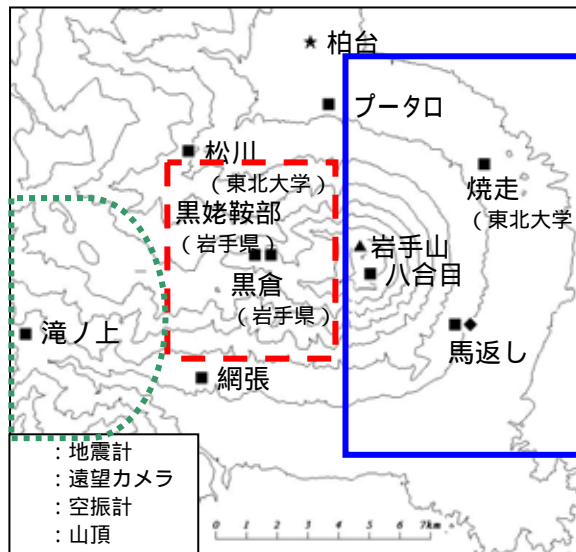 柏台
プータロ
松川
（東北大学）
焼走
（東北大学
黒姥鞍部
（岩手県）
岩手山
八合目
黒倉
（岩手県）
滝ノ上
馬返し
網張
：地震計
：遠望カメラ
：空振計
：山頂
0 1 2 3 4 5 6 7km